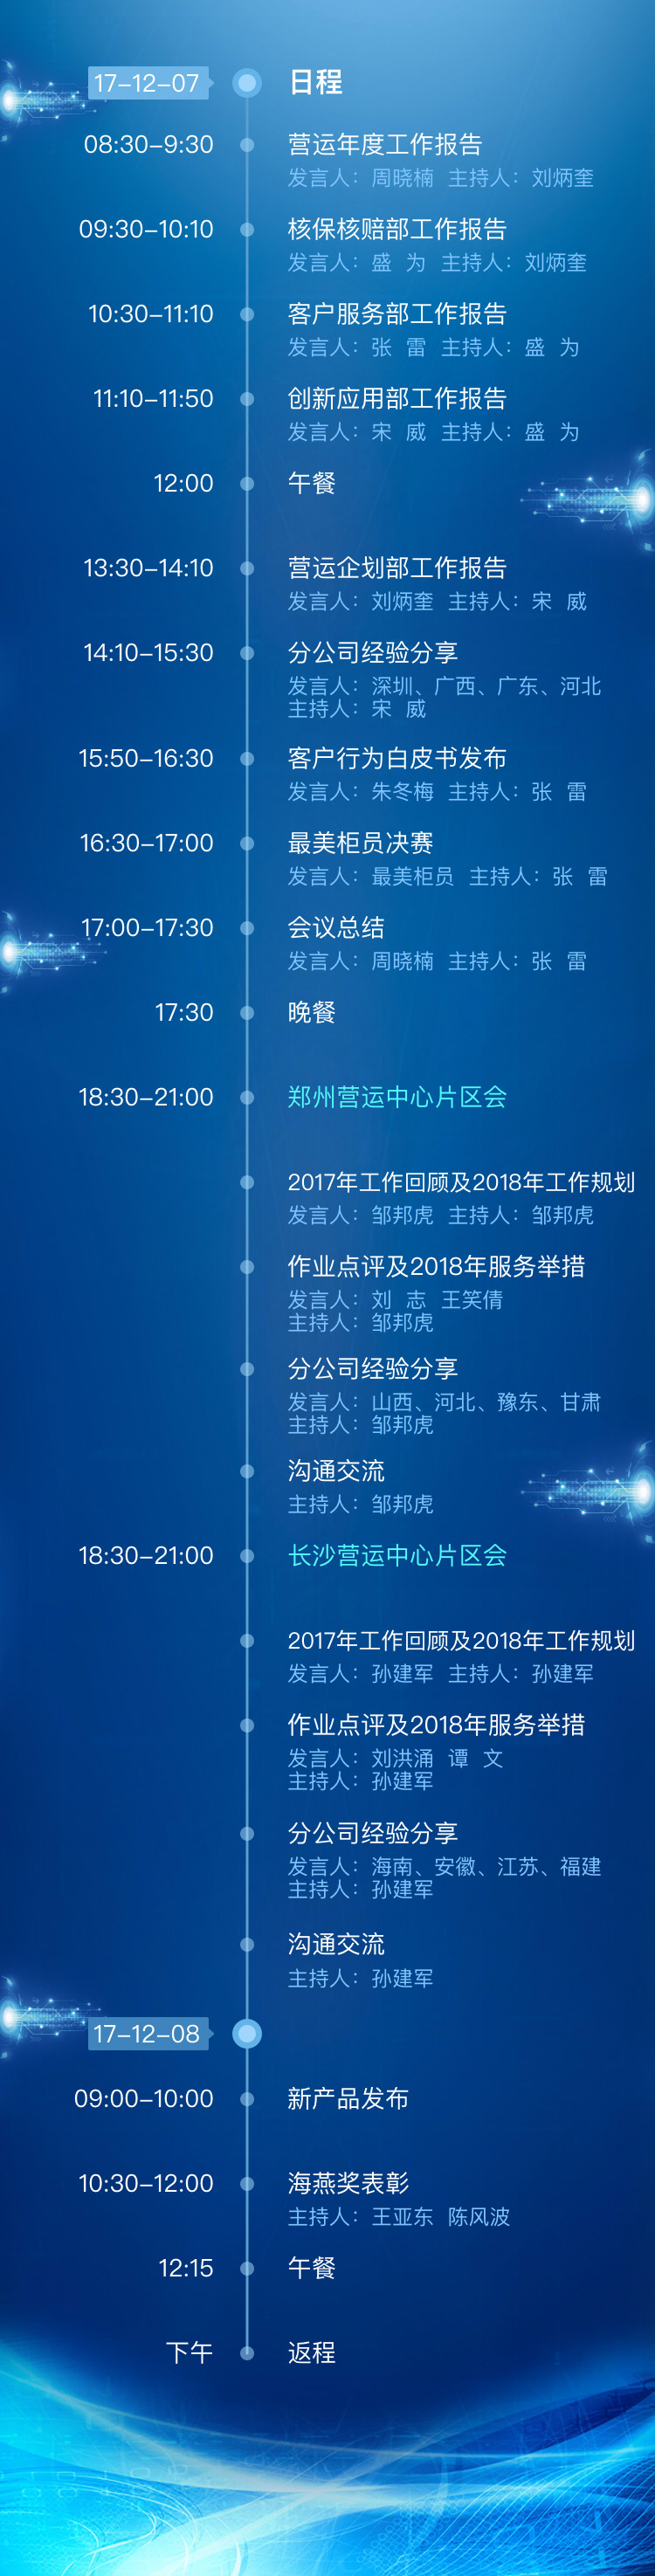 17-12-07 日程
08:30-9:30 营运年度工作报告
发言人：周晓楠 主持人：刘炳奎
09:30-10:10 核保核赔部工作报告
发言人：盛 为 主持人：刘炳奎
10:30-11:10 客户服务部工作报告
发言人：张 雷 主持人：盛 为
11:10-11:50 创新应用部工作报告
发言人：宋 威 主持人：盛 为
12:00 午餐
13:30-14:10 营运企划部工作报告
发言人：刘炳奎 主持人：宋 威
14:10-15:30 分公司经验分享
发言人：深圳、广西、广东、河北
主持人：宋 威
15:50-16:30 客户行为白皮书发布
发言人：朱冬梅 主持人：张 雷
16:30-17:00 最美柜员决赛
发言人：最美柜员 主持人：张 雷
17:00-17:30 会议总结
发言人：周晓楠 主持人：张 雷
17:30 晚餐
18:30-21:00 郑州营运中心片区会
2017年工作回顾及2018年工作规划
发言人：邹邦虎 主持人：邹邦虎
作业点评及2018年服务举措
发言人：刘 志 王笑倩
主持人：邹邦虎
分公司经验分享
发言人：山西、河北、豫东、甘肃
主持人：邹邦虎
沟通交流
主持人：邹邦虎
18:30-21:00 长沙营运中心片区会
2017年工作回顾及2018年工作规划
发言人：孙建军 主持人：孙建军
作业点评及2018年服务举措
发言人：刘洪涌 谭 文
主持人：孙建军
分公司经验分享
发言人：海南、安徽、江苏、福建
主持人：孙建军
沟通交流
主持人：孙建军
17-12-08
09:00-10:00 新产品发布
10:30-12:00 海燕奖表彰
主持人：王亚东 陈风波
12:15 午餐
下午 返程